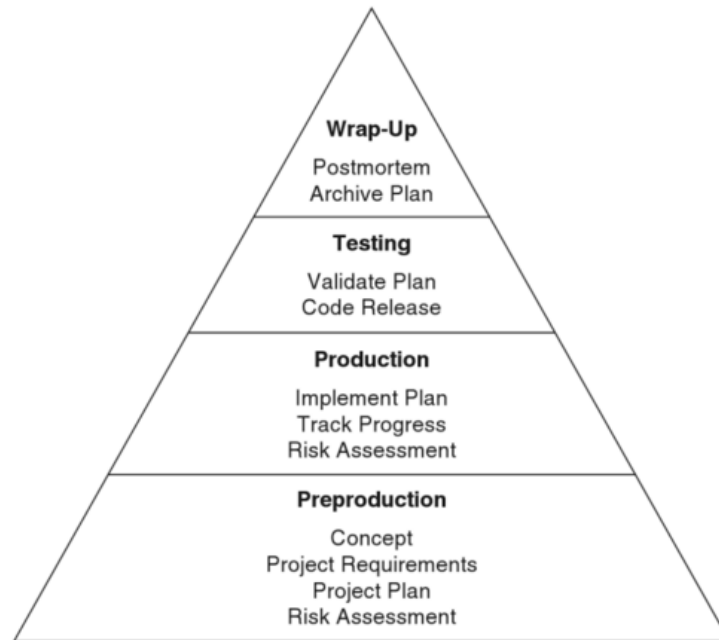 Wrap-Up
Postmortem
Archive Plan
Testing
Validate Plan
Code Release
Production
Implement Plan
Track Progress
Risk Assessment
Preproduction
Concept
Project Requirements
Project Plan
Risk Assessment